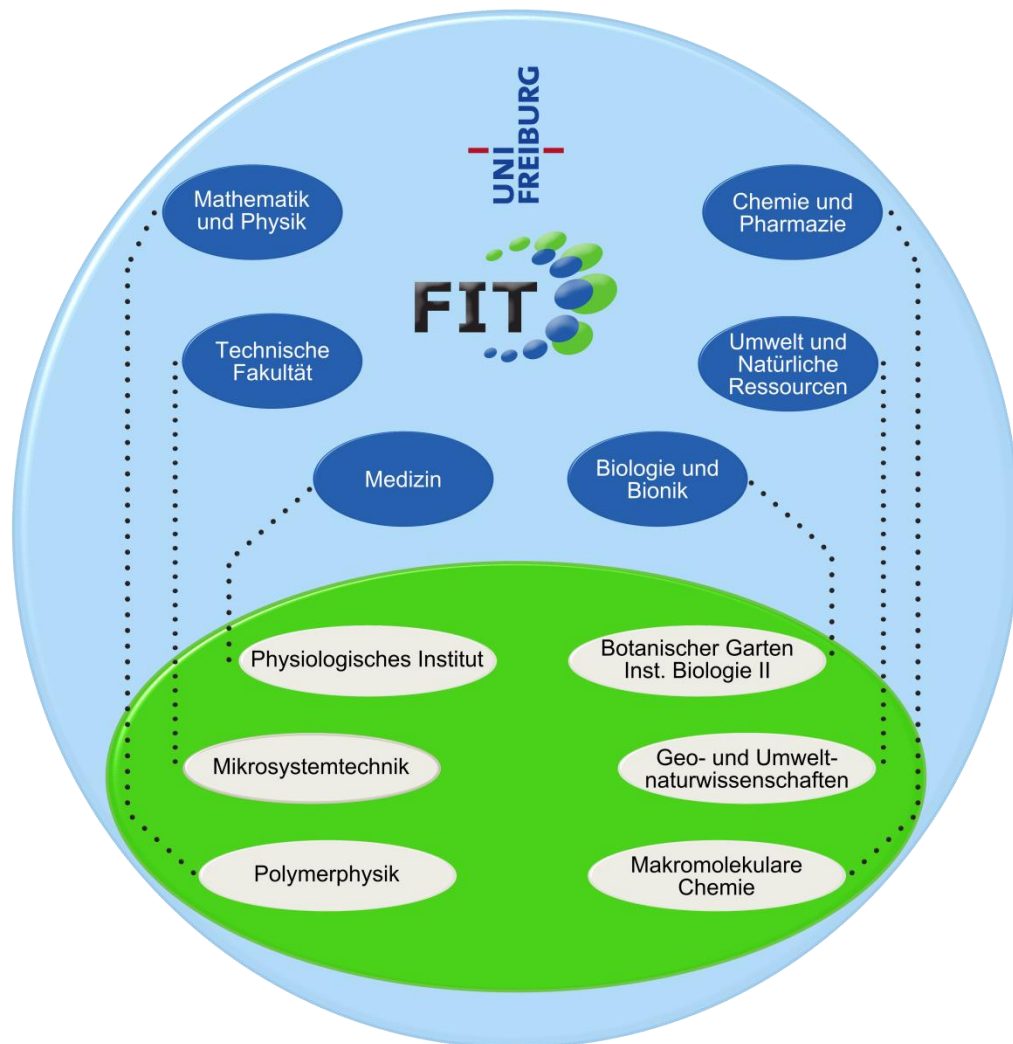 UNI
FREIBURG
Mathematik
und Physik
Chemie und
Pharmazie
FIT
Technische
Fakultät
Umwelt und
Natürliche
Ressourcen
Medizin
Biologie und
Bionik
Physiologisches Institut
Botanischer Garten
Inst. Biologie II
Mikrosystemtechnik
Geo- und Umwelt-
naturwissenschaften
Polymerphysik
Makromolekulare
Chemie